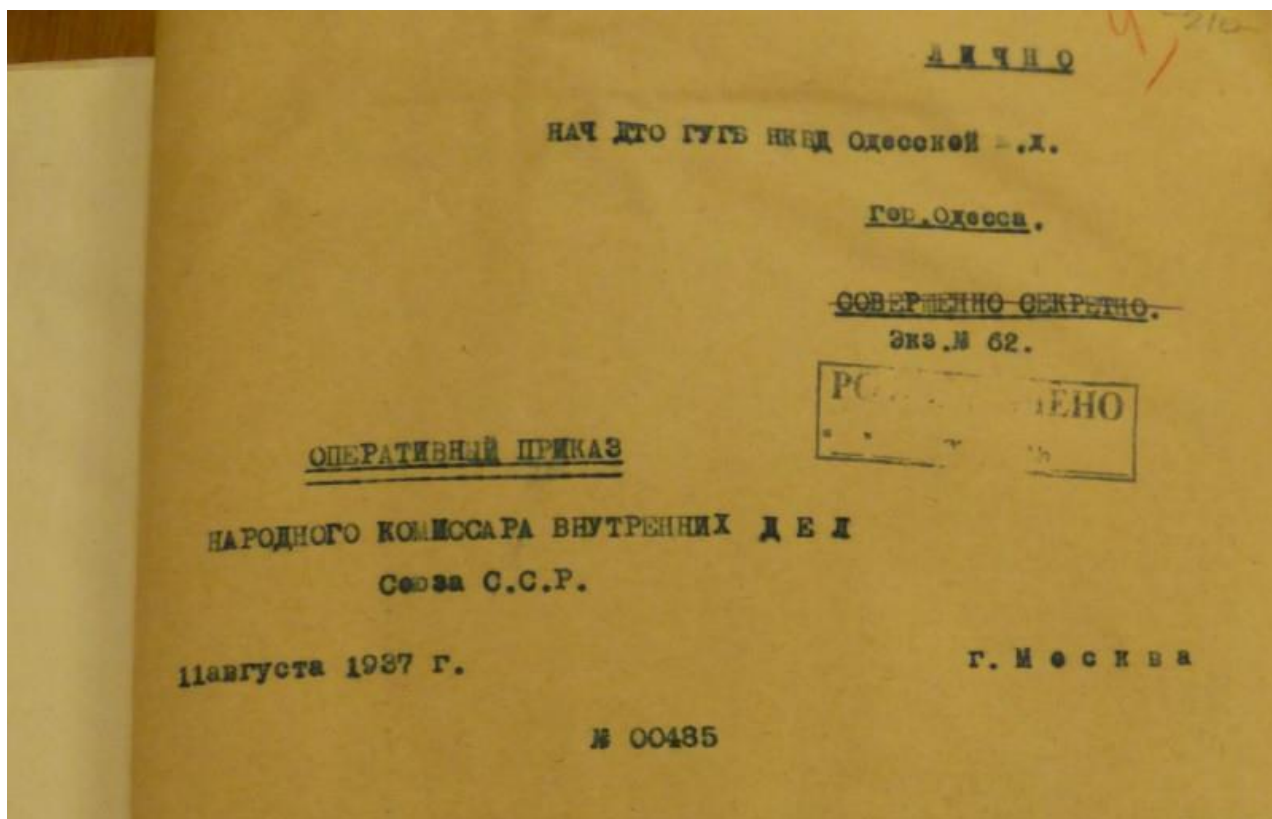 ЛИЧНО
НАЧ ДТО ГУГБ НКВД Одесской ж.д.
гор.Одесса.
СОВЕРШЕННО СЕКРЕТНО.
Экз.№ 62.
ОПЕРАТИВНЫЙ ПРИКАЗ
НАРОДНОГО КОМИССАРА ВНУТРЕННИХ ДЕЛ
Союза С.С.Р.
11августа 1937 г.
г. Москва
№ 00485